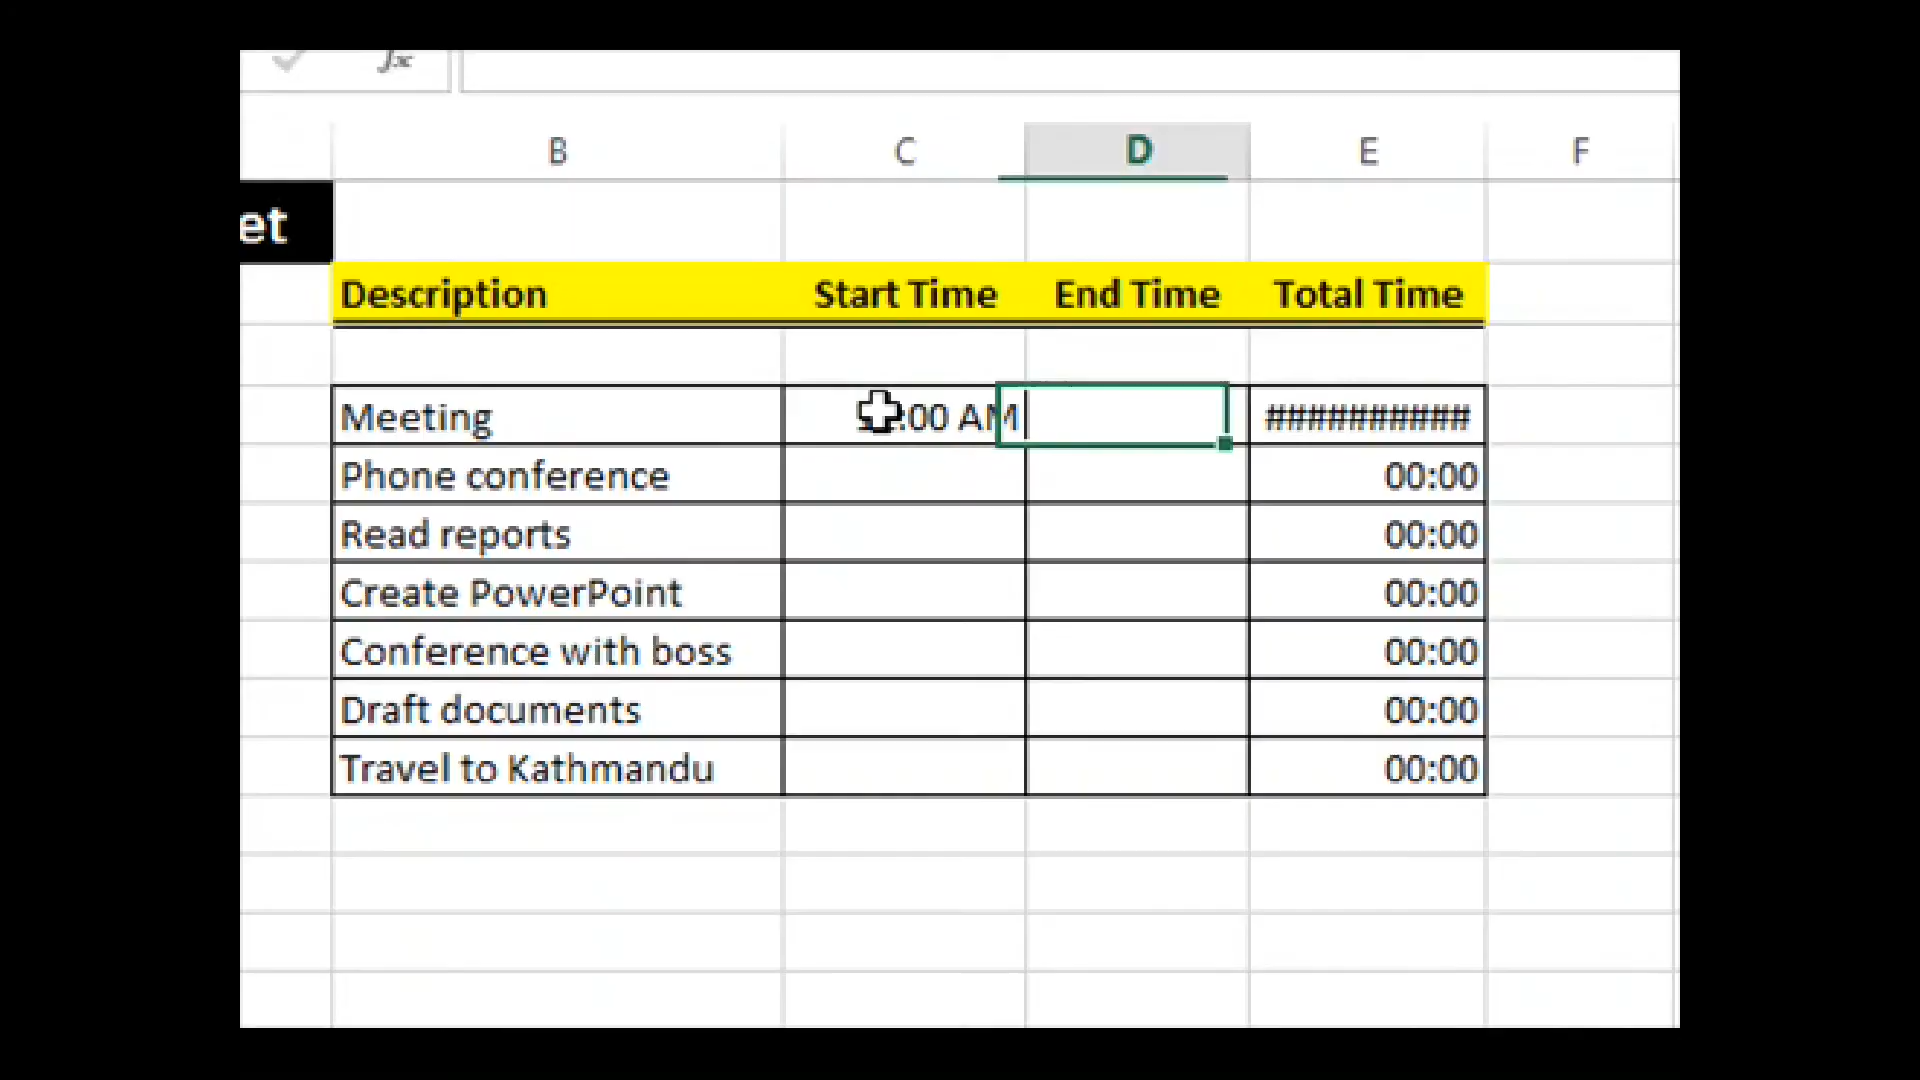 fx
B C D E F
et
Description Start Time End Time Total Time
Meeting :00 AM ##########
Phone conference 00:00
Read reports 00:00
Create PowerPoint 00:00
Conference with boss 00:00
Draft documents 00:00
Travel to Kathmandu 00:00